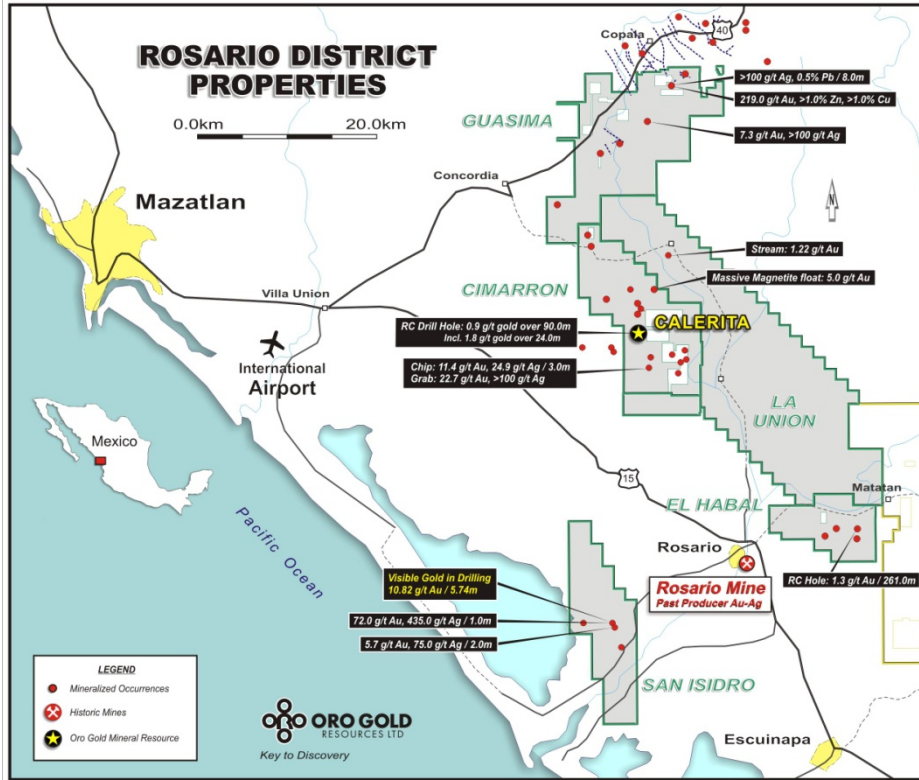 ROSARIO DISTRICT
PROPERTIES
0.0km 20.0km
Copala
40
>100 g/t Ag, 0.5% Pb / 8.0m
219.0 g/t Au, >1.0% Zn, >1.0% Cu
GUASIMA
7.3 g/t Au, >100 g/t Ag
Concordia
Mazatlan
N
Stream: 1.22 g/t Au
Massive Magnetite float: 5.0 g/t Au
CIMARRON
Villa Union
CALERITA
RC Drill Hole: 0.9 g/t gold over 90.0m
Incl. 1.8 g/t gold over 24.0m
International
Airport
Chip: 11.4 g/t Au, 24.9 g/t Ag / 3.0m
Grab: 22.7 g/t Au, >100 g/t Ag
LA
UNION
Mexico
15
Matatan
EL HABAL
Pacific Ocean
Rosario
Visible Gold in Drilling
10.82 g/t Au / 5.74m
RC Hole: 1.3 g/t Au / 261.0m
Rosario Mine
Past Producer Au-Ag
72.0 g/t Au, 435.0 g/t Ag / 1.0m
5.7 g/t Au, 75.0 g/t Ag / 2.0m
SAN ISIDRO
LEGEND
Mineralized Occurrences
Historic Mines
Oro Gold Mineral Resource
ORO GOLD
RESOURCES LTD
Key to Discovery
Escuinapa